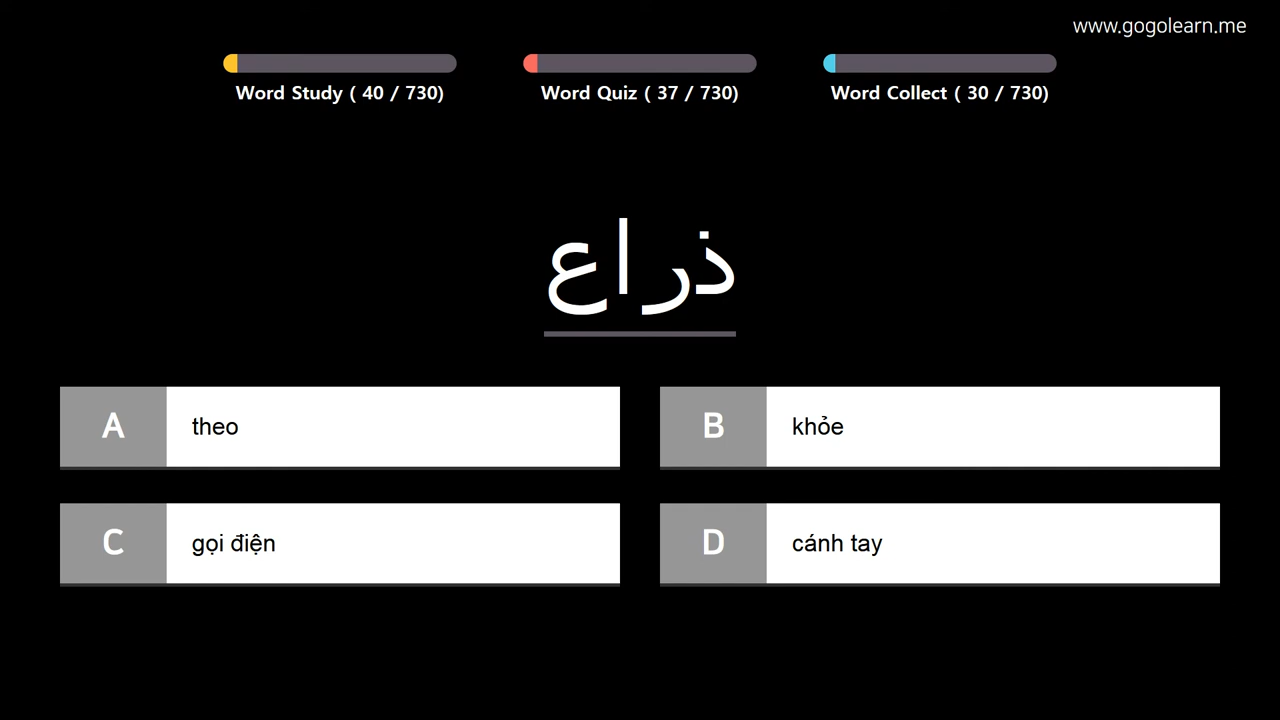 www.gogolearn.me
Word Study ( 40 / 730)
Word Quiz ( 37 / 730)
Word Collect ( 30 / 730)
ذراع
A theo
B khỏe
C gọi điện
D cánh tay